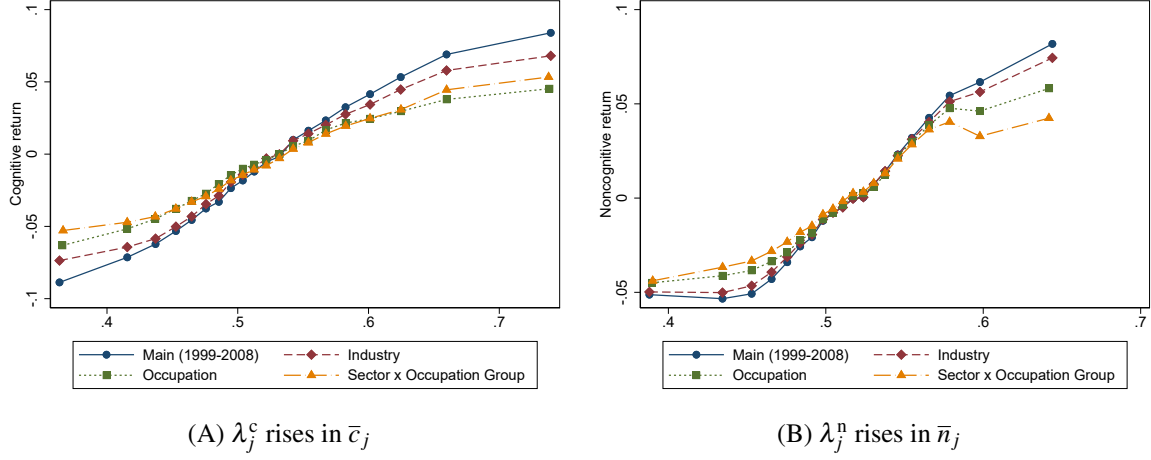 .1
.05
0
-.05
-.1
Cognitive return
.4 .5 .6 .7
Main (1999-2008) Industry
Occupation Sector x Occupation Group
(A) λ_j^c rises in c̄_j
.1
.05
0
-.05
Noncognitive return
.4 .5 .6 .7
Main (1999-2008) Industry
Occupation Sector x Occupation Group
(B) λ_j^n rises in n̄_j